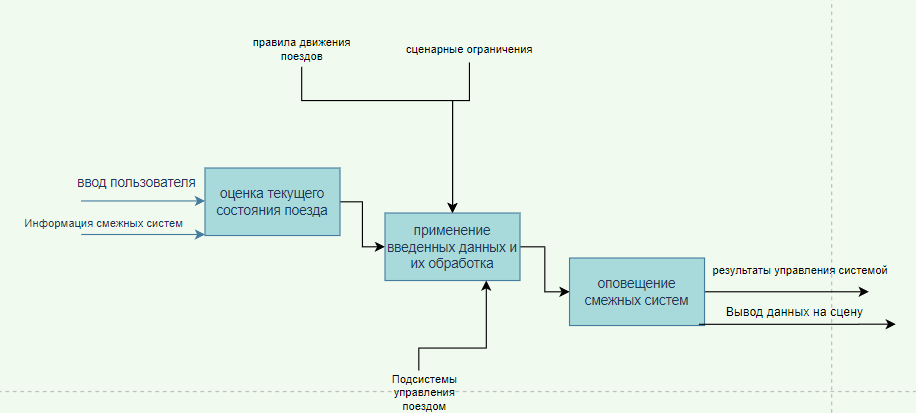 правила движения
поездов
сценарные ограничения
ввод пользователя
Информация смежных систем
оценка текущего
состояния поезда
применение
введенных данных и
их обработка
оповещение
смежных систем
результаты управления системой
Вывод данных на сцену
Подсистемы
управления
поездом